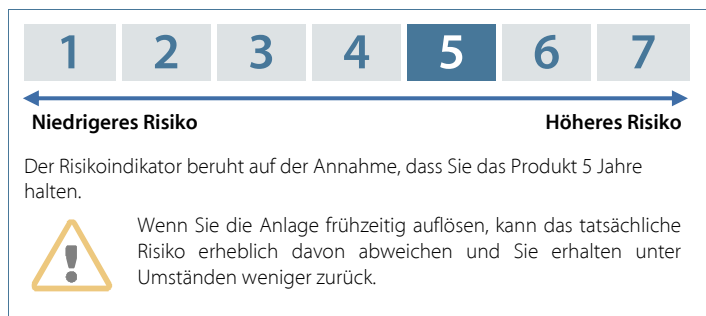 1 2 3 4 5 6 7
Niedrigeres Risiko Höheres Risiko
Der Risikoindikator beruht auf der Annahme, dass Sie das Produkt 5 Jahre
halten.
Wenn Sie die Anlage frühzeitig auflösen, kann das tatsächliche
Risiko erheblich davon abweichen und Sie erhalten unter
Umständen weniger zurück.